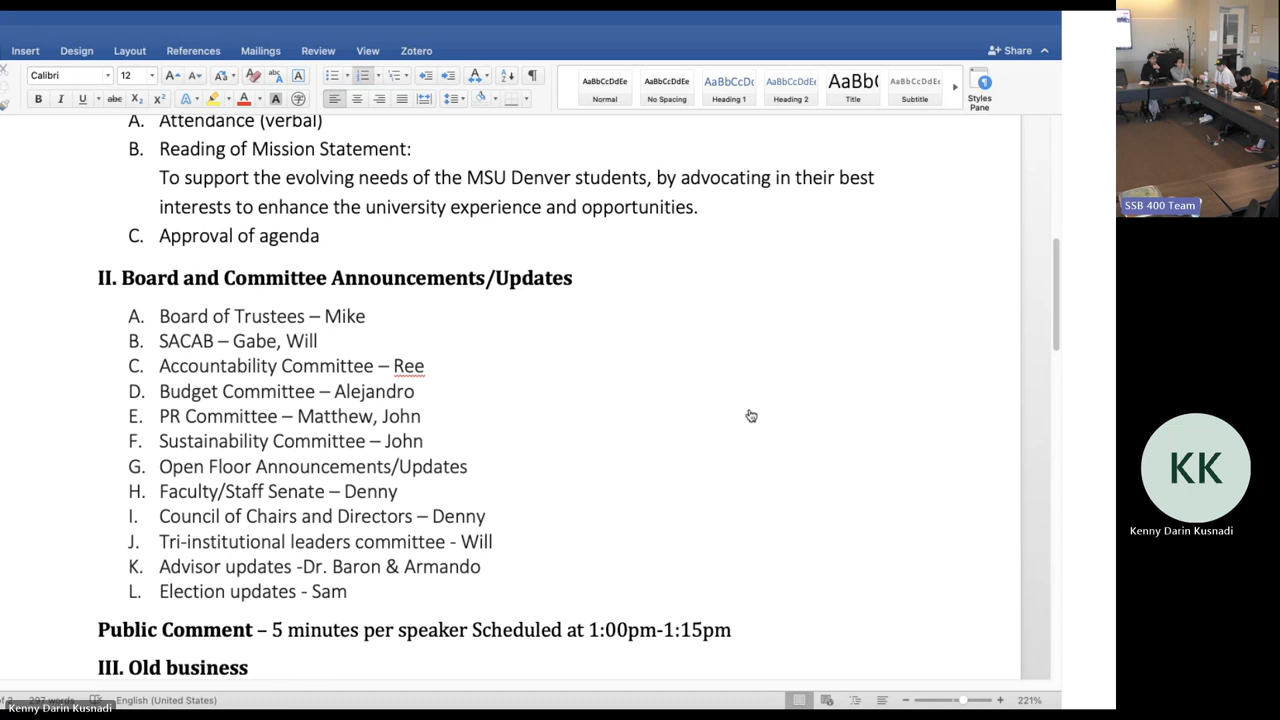 Insert Design Layout References Mailings Review View Zotero Share
Calibri 12 AaBbCcDdEe AaBbCcDdEe AaBbCcDc AaBbCcDdEe AaBb( AaBbCcDdEe
B I U abc X₂ X² A A Normal No Spacing Heading 1 Heading 2 Title Subtitle Styles Pane
A. Attendance (verbal)
B. Reading of Mission Statement:
To support the evolving needs of the MSU Denver students, by advocating in their best
interests to enhance the university experience and opportunities.
C. Approval of agenda
II. Board and Committee Announcements/Updates
A. Board of Trustees – Mike
B. SACAB – Gabe, Will
C. Accountability Committee – Ree
D. Budget Committee – Alejandro
E. PR Committee – Matthew, John
F. Sustainability Committee – John
G. Open Floor Announcements/Updates
H. Faculty/Staff Senate – Denny
I. Council of Chairs and Directors – Denny
J. Tri-institutional leaders committee - Will
K. Advisor updates -Dr. Baron & Armando
L. Election updates - Sam
Public Comment – 5 minutes per speaker Scheduled at 1:00pm-1:15pm
III. Old business
297 words English (United States) 221%
Kenny Darin Kusnadi
SSB 400 Team
KK
Kenny Darin Kusnadi